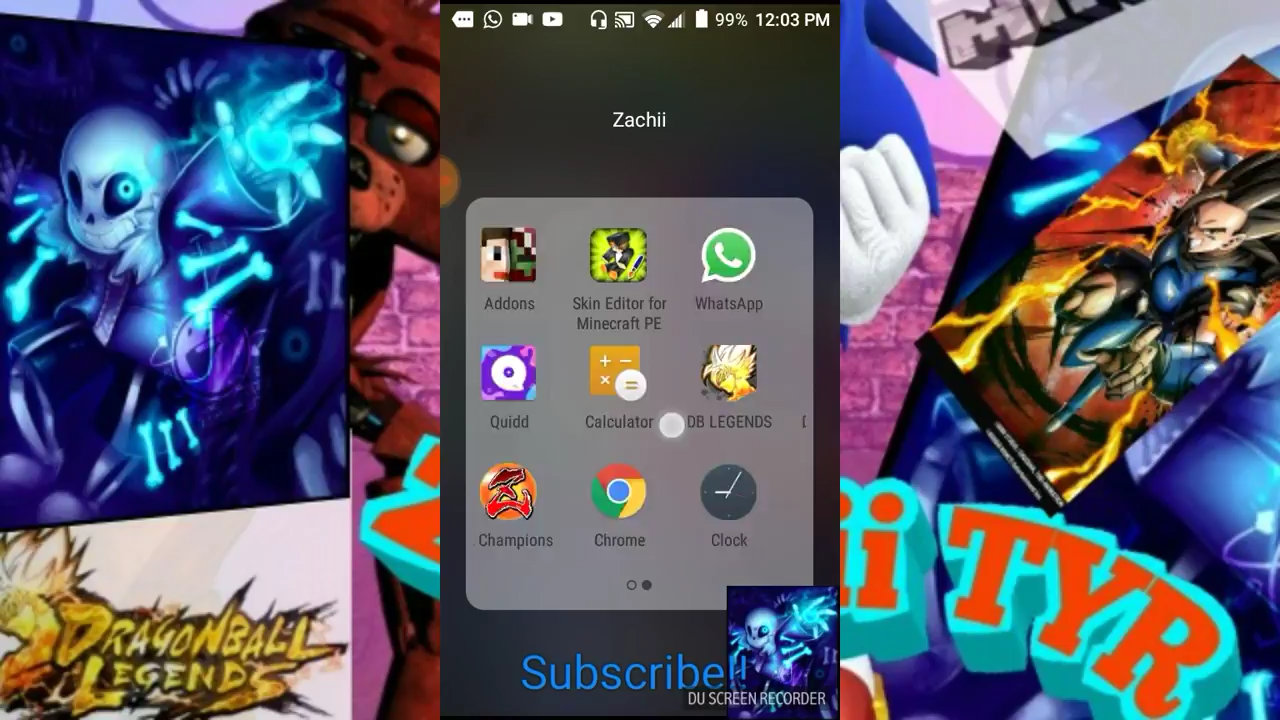 99% 12:03 PM
Zachii
Addons
Skin Editor for
Minecraft PE
WhatsApp
Quidd
Calculator
DB LEGENDS
Champions
Chrome
Clock
Subscribe!!
DU SCREEN RECORDER
DRAGONBALL
LEGENDS
ii TYR